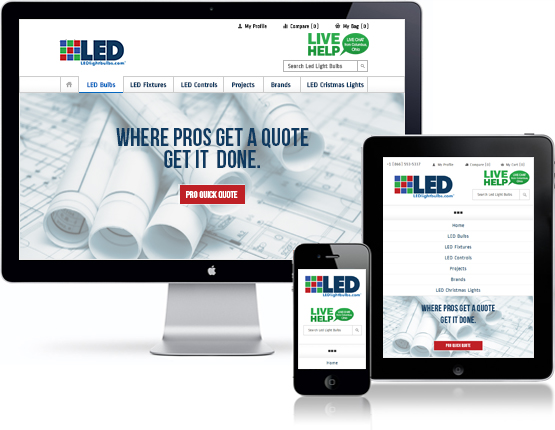 My Profile Compare [0] My Bag [0]
LED
LEDlightbulbs.com
LIVE
HELP
LIVE CHAT
from Columbus,
Ohio
Search Led Light Bulbs
LED Bulbs LED Fixtures LED Controls Projects Brands LED Cristmas Lights
WHERE PROS GET A QUOTE
GET IT DONE.
PRO QUICK QUOTE
My Profile Compare [0] My Cart [0]
LED
LEDlightbulbs.com
LIVE
HELP
LIVE CHAT
from Columbus,
Ohio
Search Led Light Bulbs
Home
LED Bulbs
LED Fixtures
LED Controls
Projects
Brands
LED Christmas Lights
WHERE PROS GET A QUOTE
GET IT DONE.
PRO QUICK QUOTE
LED
LEDlightbulbs.com
LIVE
HELP
LIVE CHAT
from Columbus,
Ohio
Search Led Light Bulbs
Home